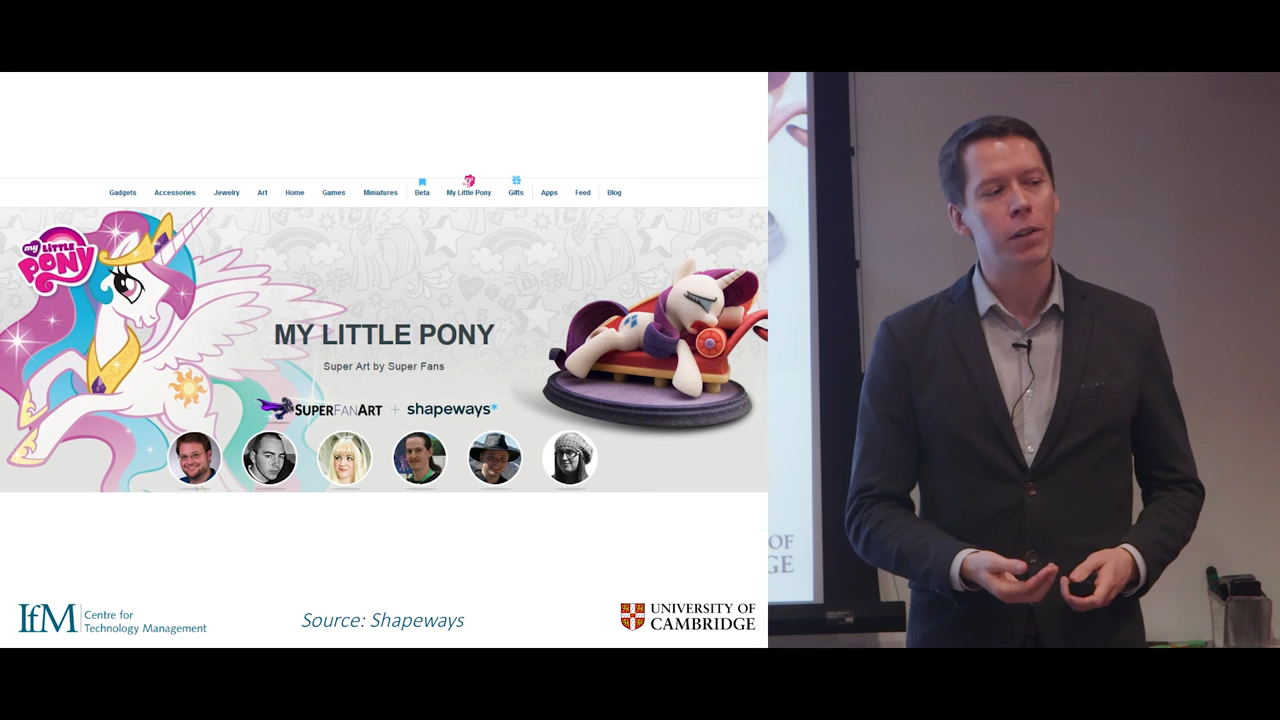 Gadgets Accessories Jewelry Art Home Games Miniatures Beta My Little Pony Gifts Apps Feed Blog
my LITTLE PONY
MY LITTLE PONY
Super Art by Super Fans
SUPERFANART + shapeways
IfM Centre for Technology Management
Source: Shapeways
UNIVERSITY OF
CAMBRIDGE
OF
GE